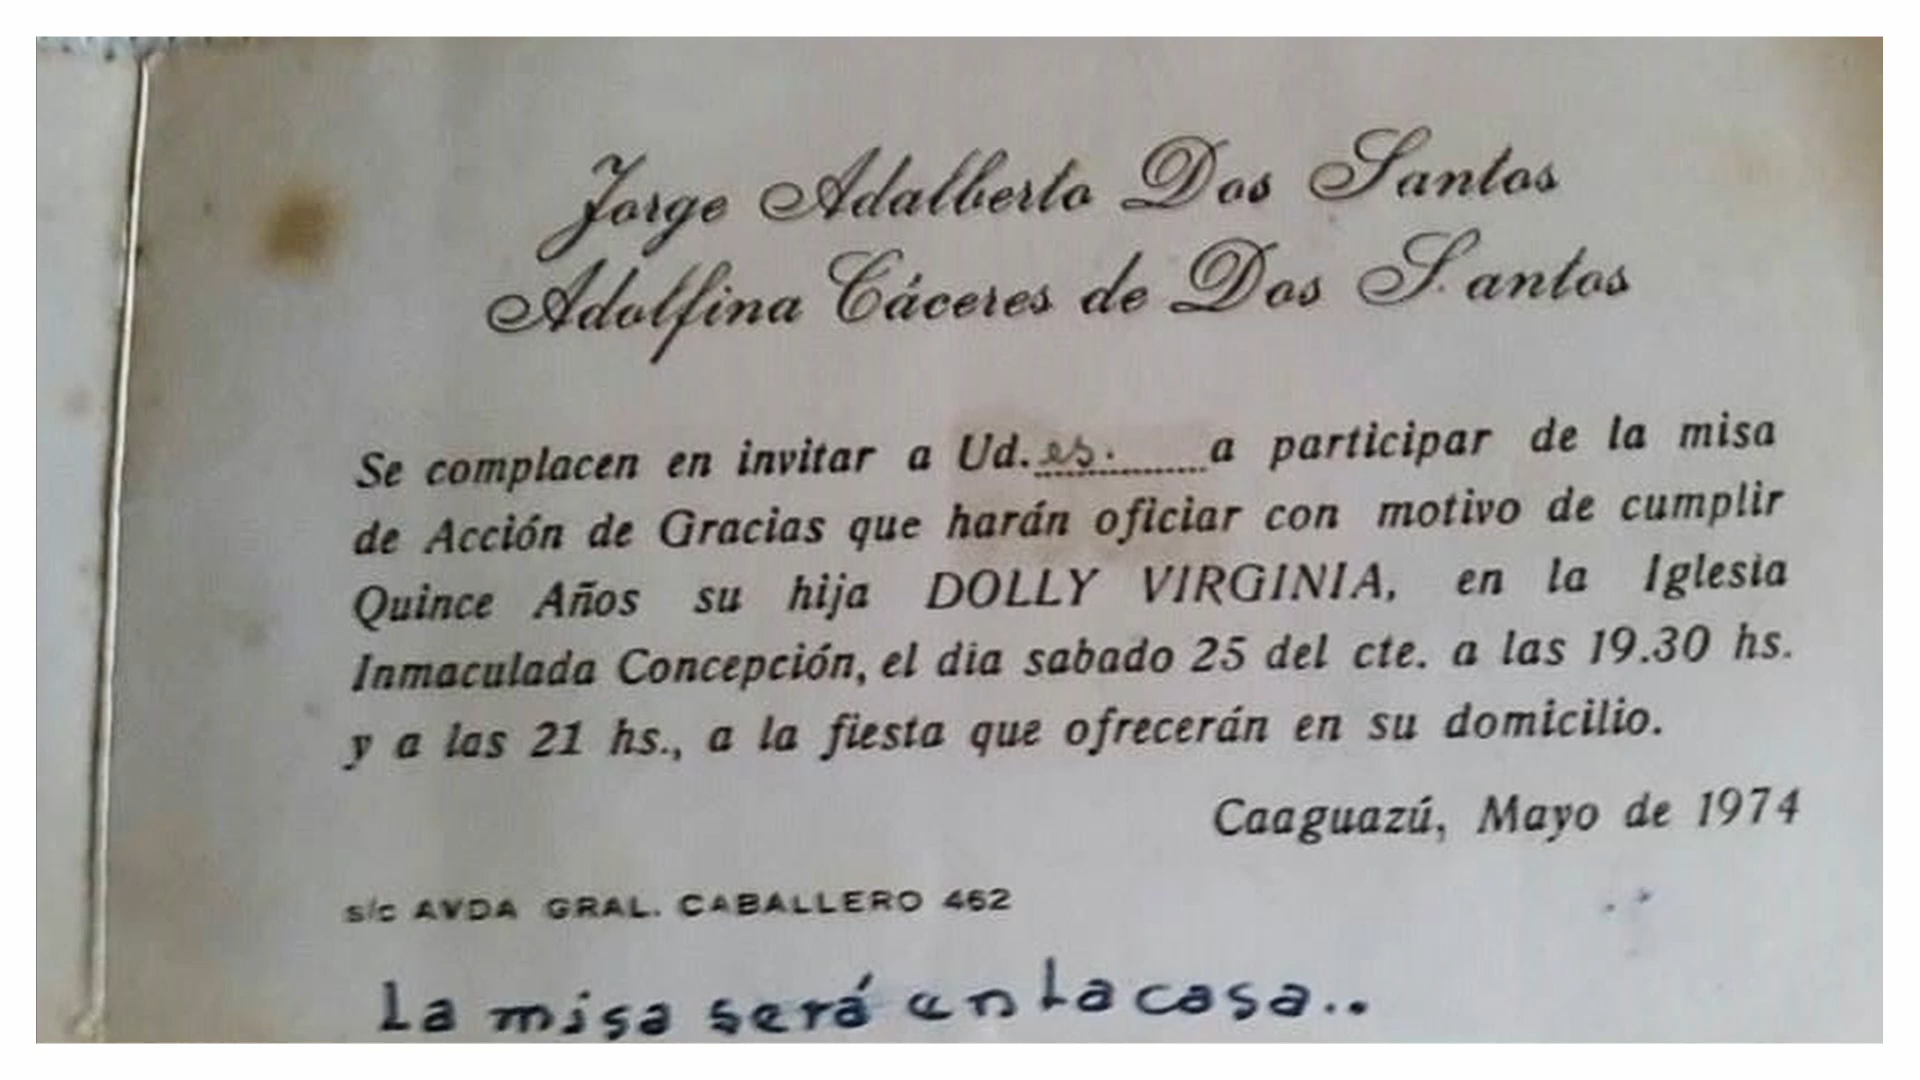 Jorge Adalberto Dos Santos
Adolfina Cáceres de Dos Santos
Se complacen en invitar a Ud.es. a participar de la misa
de Acción de Gracias que harán oficiar con motivo de cumplir
Quince Años su hija DOLLY VIRGINIA, en la Iglesia
Inmaculada Concepción, el dia sabado 25 del cte. a las 19.30 hs.
y a las 21 hs., a la fiesta que ofrecerán en su domicilio.
Caaguazú, Mayo de 1974
s/c AVDA GRAL. CABALLERO 462
La misa será en la casa..